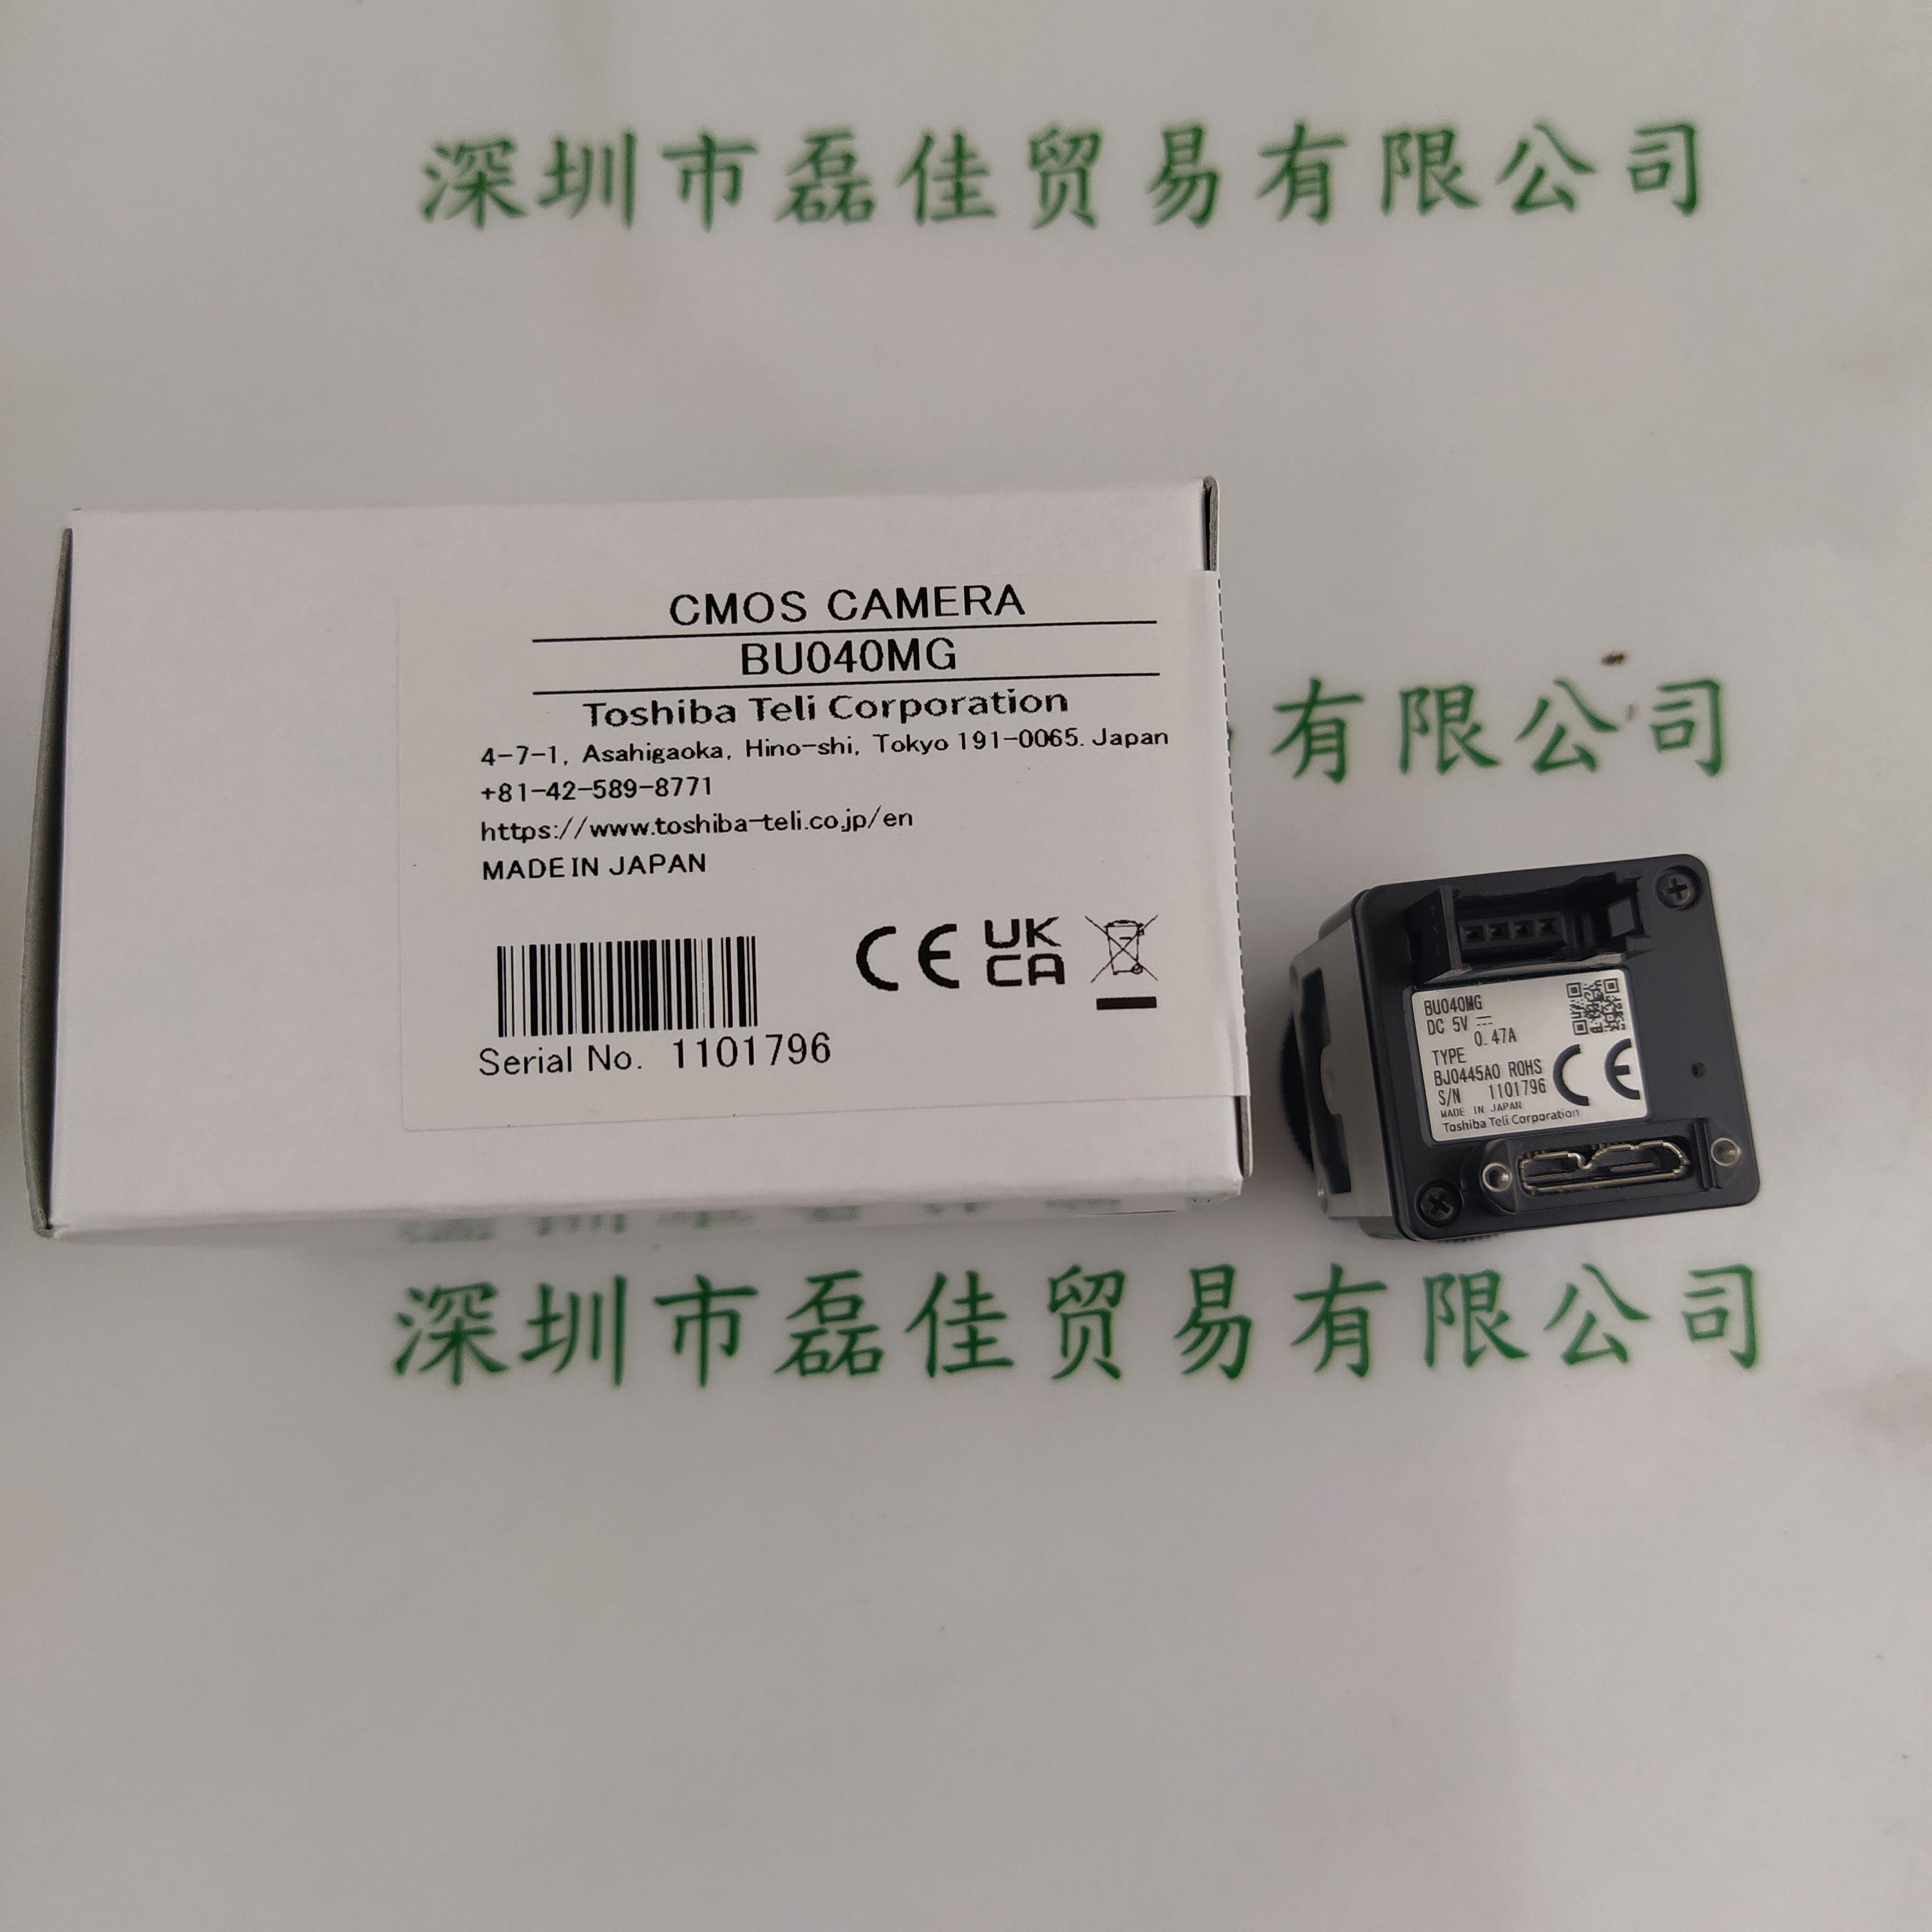 深圳市磊佳贸易有限公司
CMOS CAMERA
BU040MG
Toshiba Teli Corporation
4-7-1, Asahigaoka, Hino-shi, Tokyo 191-0065. Japan
+81-42-589-8771
https://www.toshiba-teli.co.jp/en
MADE IN JAPAN
CE UK
CA
Serial No. 1101796
有限公司
BU040MG
DC 5V
0.47A
TYPE
BJ0445A0 ROHS
S/N 1101796
CE
MADE IN JAPAN
Toshiba Teli Corporation
深圳市磊佳贸易有限公司